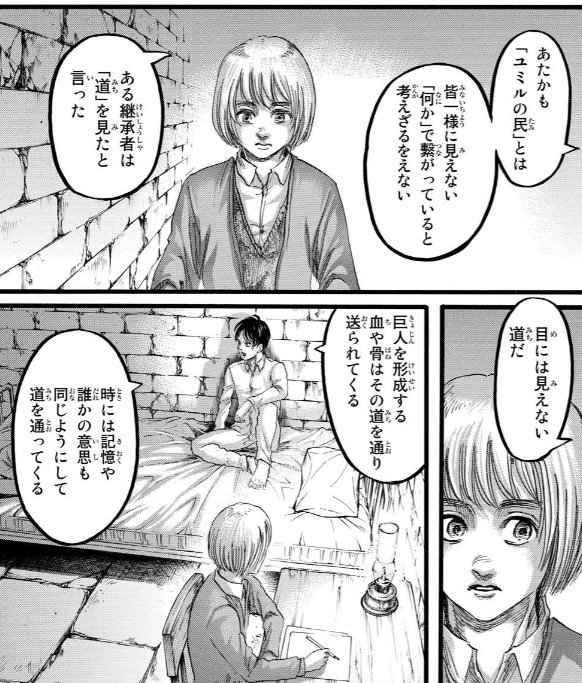 あたかも
「ユミルの民」とは
皆一様に見えない
「何か」で繋がっていると
考えざるをえない
ある継承者は
「道」を見たと
言った
目には見えない
道だ
巨人を形成する
血や骨はその道を通り
送られてくる
時には記憶や
誰かの意思も
同じようにして
道を通ってくる